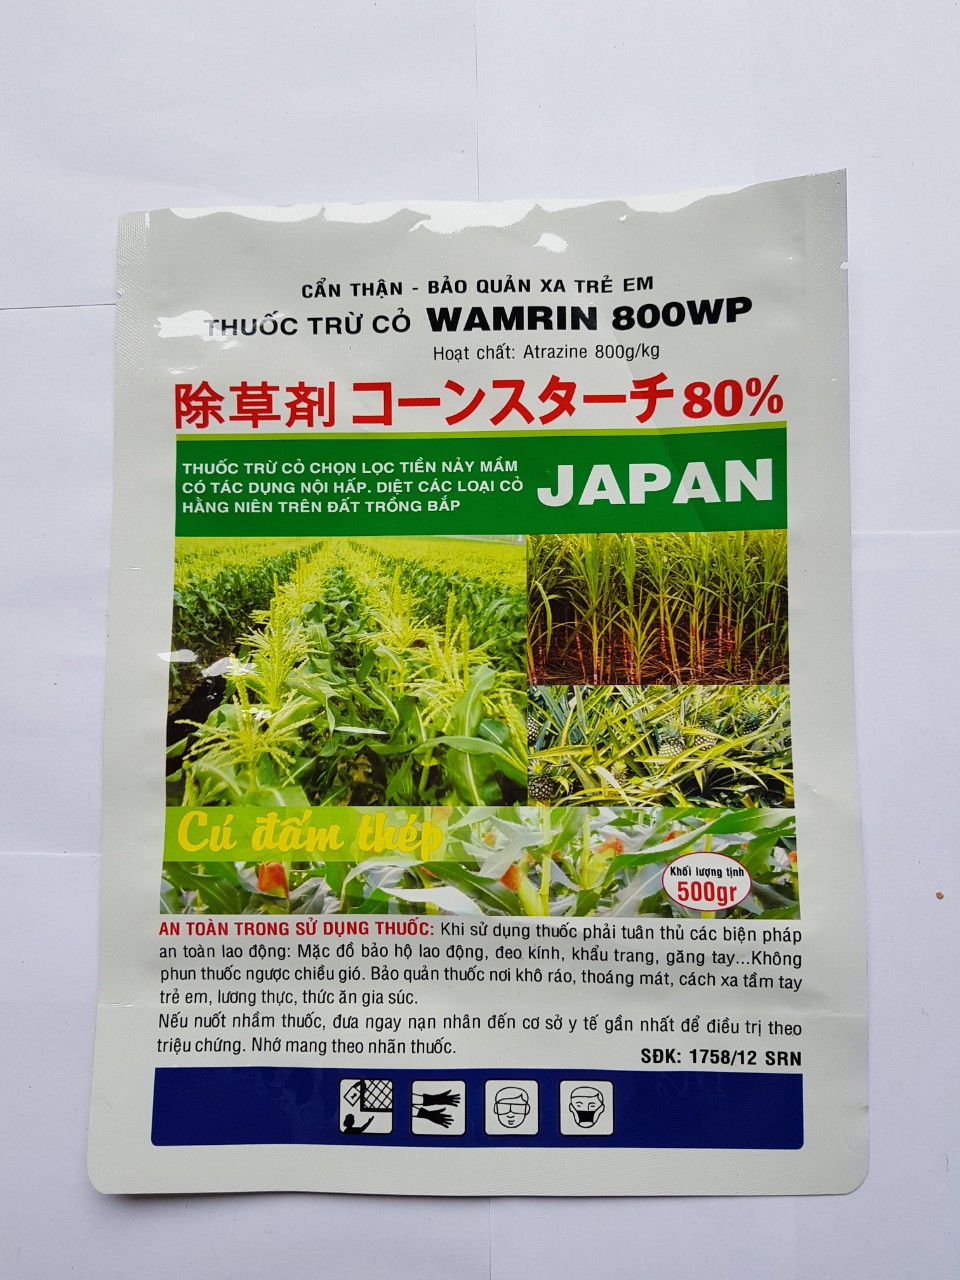 CẨN THẬN - BẢO QUẢN XA TRẺ EM
THUỐC TRỪ CỎ WAMRIN 800WP
Hoạt chất: Atrazine 800g/kg
除草剤 コーンスターチ 80%
THUỐC TRỪ CỎ CHỌN LỌC TIỀN NẢY MẦM
CÓ TÁC DỤNG NỘI HẤP. DIỆT CÁC LOẠI CỎ
HẰNG NIÊN TRÊN ĐẤT TRỒNG BẮP
JAPAN
Cú đấm thép
Khối lượng tịnh
500gr
AN TOÀN TRONG SỬ DỤNG THUỐC: Khi sử dụng thuốc phải tuân thủ các biện pháp
an toàn lao động: Mặc đồ bảo hộ lao động, đeo kính, khẩu trang, găng tay...Không
phun thuốc ngược chiều gió. Bảo quản thuốc nơi khô ráo, thoáng mát, cách xa tầm tay
trẻ em, lương thực, thức ăn gia súc.
Nếu nuốt nhầm thuốc, đưa ngay nạn nhân đến cơ sở y tế gần nhất để điều trị theo
triệu chứng. Nhớ mang theo nhãn thuốc.
SĐK: 1758/12 SRN